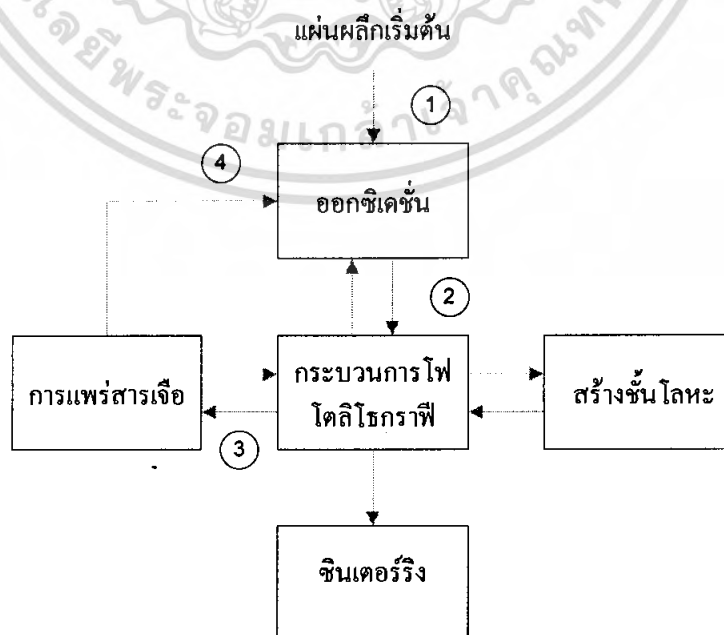 แผ่นผลึกเริ่มต้น
1
4
ออกซิเดชั่น
2
การแพร่สารเจือ
กระบวนการโฟ
โตลิโธกราฟี
สร้างชั้นโลหะ
3
ซินเตอร์ริง